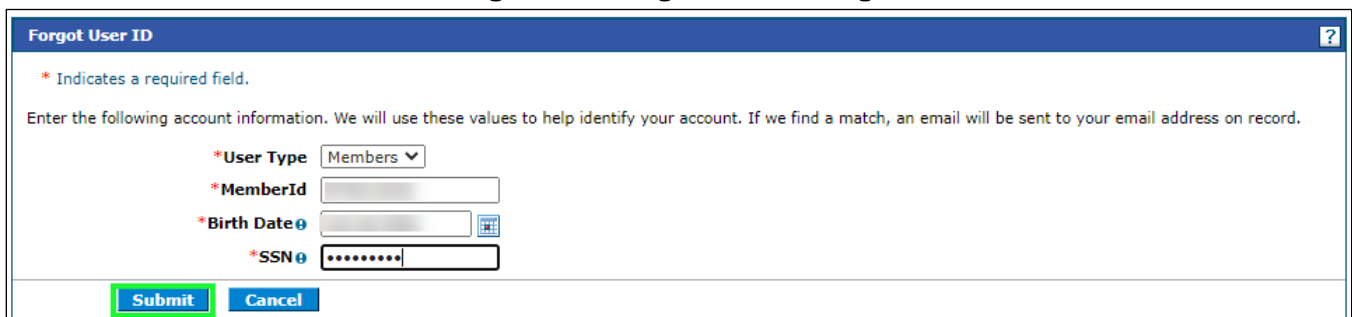 Forgot User ID ?
* Indicates a required field.
Enter the following account information. We will use these values to help identify your account. If we find a match, an email will be sent to your email address on record.
*User Type Members
*MemberId
*Birth Date
*SSN •••••••••
Submit Cancel